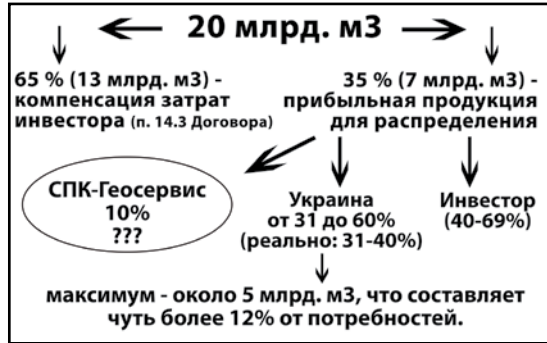 20 млрд. м3
65 % (13 млрд. м3) -
компенсация затрат
инвестора (п. 14.3 Договора)
35 % (7 млрд. м3) -
прибыльная продукция
для распределения
СПК-Геосервис
10%
???
Украина
от 31 до 60%
(реально: 31-40%)
Инвестор
(40-69%)
максимум - около 5 млрд. м3, что составляет
чуть более 12% от потребностей.